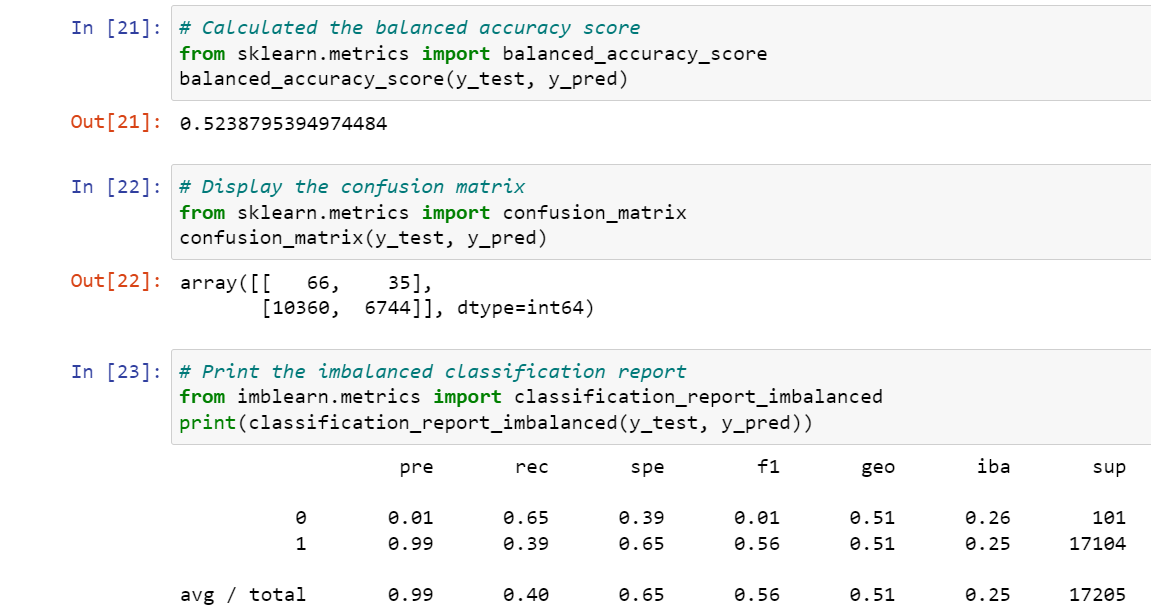 In [21]: # Calculated the balanced accuracy score
from sklearn.metrics import balanced_accuracy_score
balanced_accuracy_score(y_test, y_pred)
Out[21]: 0.5238795394974484
In [22]: # Display the confusion matrix
from sklearn.metrics import confusion_matrix
confusion_matrix(y_test, y_pred)
Out[22]: array([[   66,    35],
       [10360,  6744]], dtype=int64)
In [23]: # Print the imbalanced classification report
from imblearn.metrics import classification_report_imbalanced
print(classification_report_imbalanced(y_test, y_pred))
pre rec spe f1 geo iba sup
0 0.01 0.65 0.39 0.01 0.51 0.26 101
1 0.99 0.39 0.65 0.56 0.51 0.25 17104
avg / total 0.99 0.40 0.65 0.56 0.51 0.25 17205